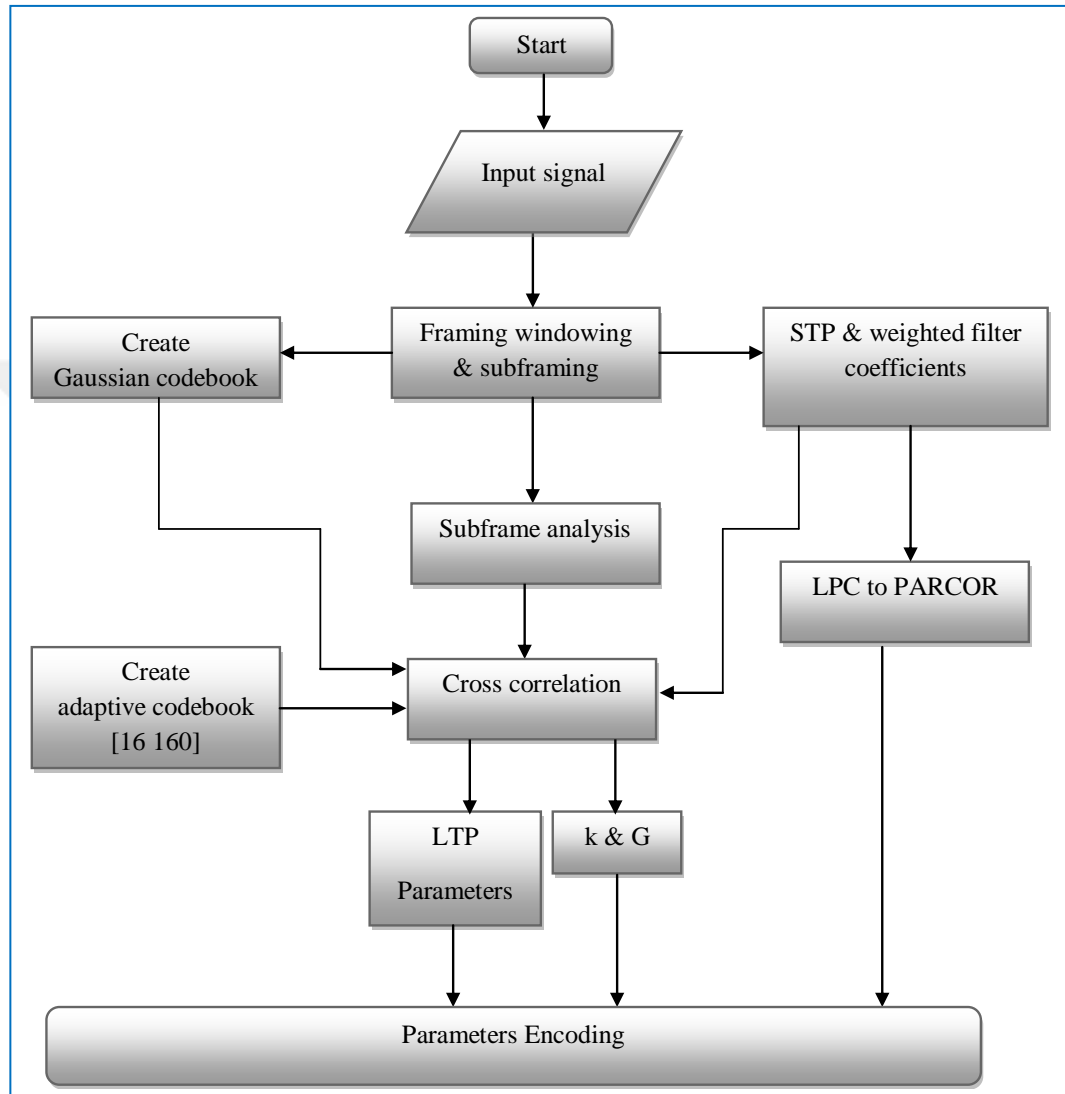 Start
Input signal
Create
Gaussian codebook
Framing windowing
& subframing
STP & weighted filter
coefficients
Subframe analysis
LPC to PARCOR
Create
adaptive codebook
[16 160]
Cross correlation
LTP
Parameters
k & G
Parameters Encoding